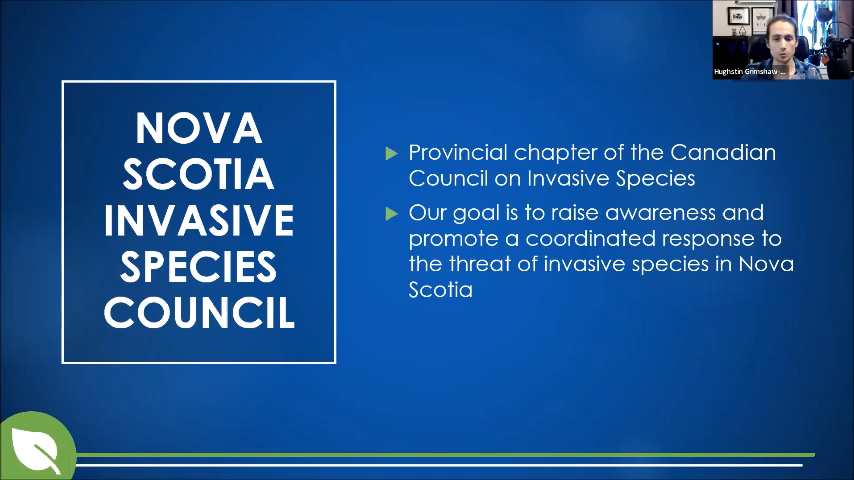 NOVA
SCOTIA
INVASIVE
SPECIES
COUNCIL
Provincial chapter of the Canadian
Council on Invasive Species
Our goal is to raise awareness and
promote a coordinated response to
the threat of invasive species in Nova
Scotia
Hughstin Grimshaw-...